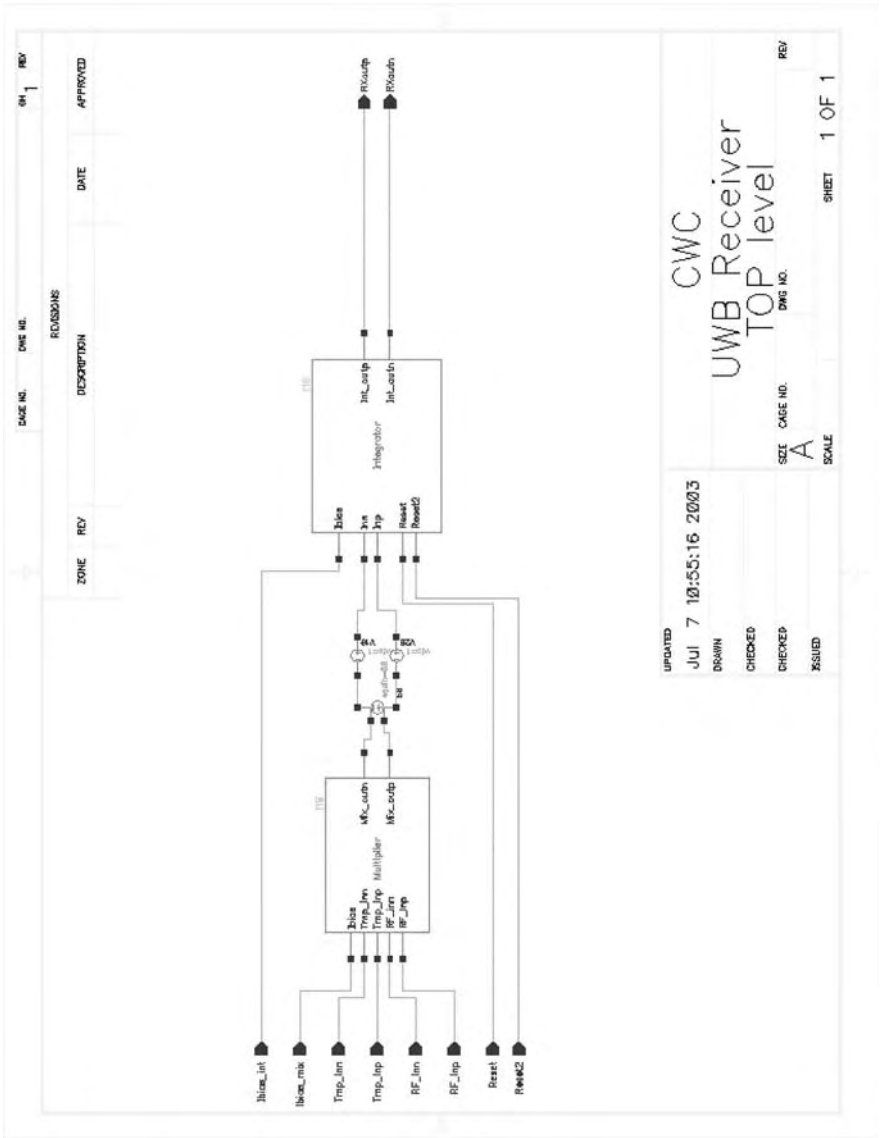 CAGE NO.
DWG NO.
SH
1
REV
REVISIONS
ZONE
REV
DESCRIPTION
DATE
APPROVED
Ibias_int
Ibias_mix
Tmp_Inn
Tmp_Inp
RF_Inn
RF_Inp
Reset
Reset2
Ibias
Tmp_Inn
Tmp_Inp
RF_Inn
RF_Inp
Multiplier
Mix_outn
Mix_outp
V19
V20
Ibias
Inn
Inp
Reset
Reset2
Integrator
Int_outp
Int_outn
RXoutp
RXoutn
UPDATED
Jul 7 10:55:16 2003
DRAWN
CHECKED
CHECKED
ISSUED
CWC
UWB Receiver
TOP level
SIZE
A
CAGE NO.
DWG NO.
REV
SCALE
SHEET 1 OF 1